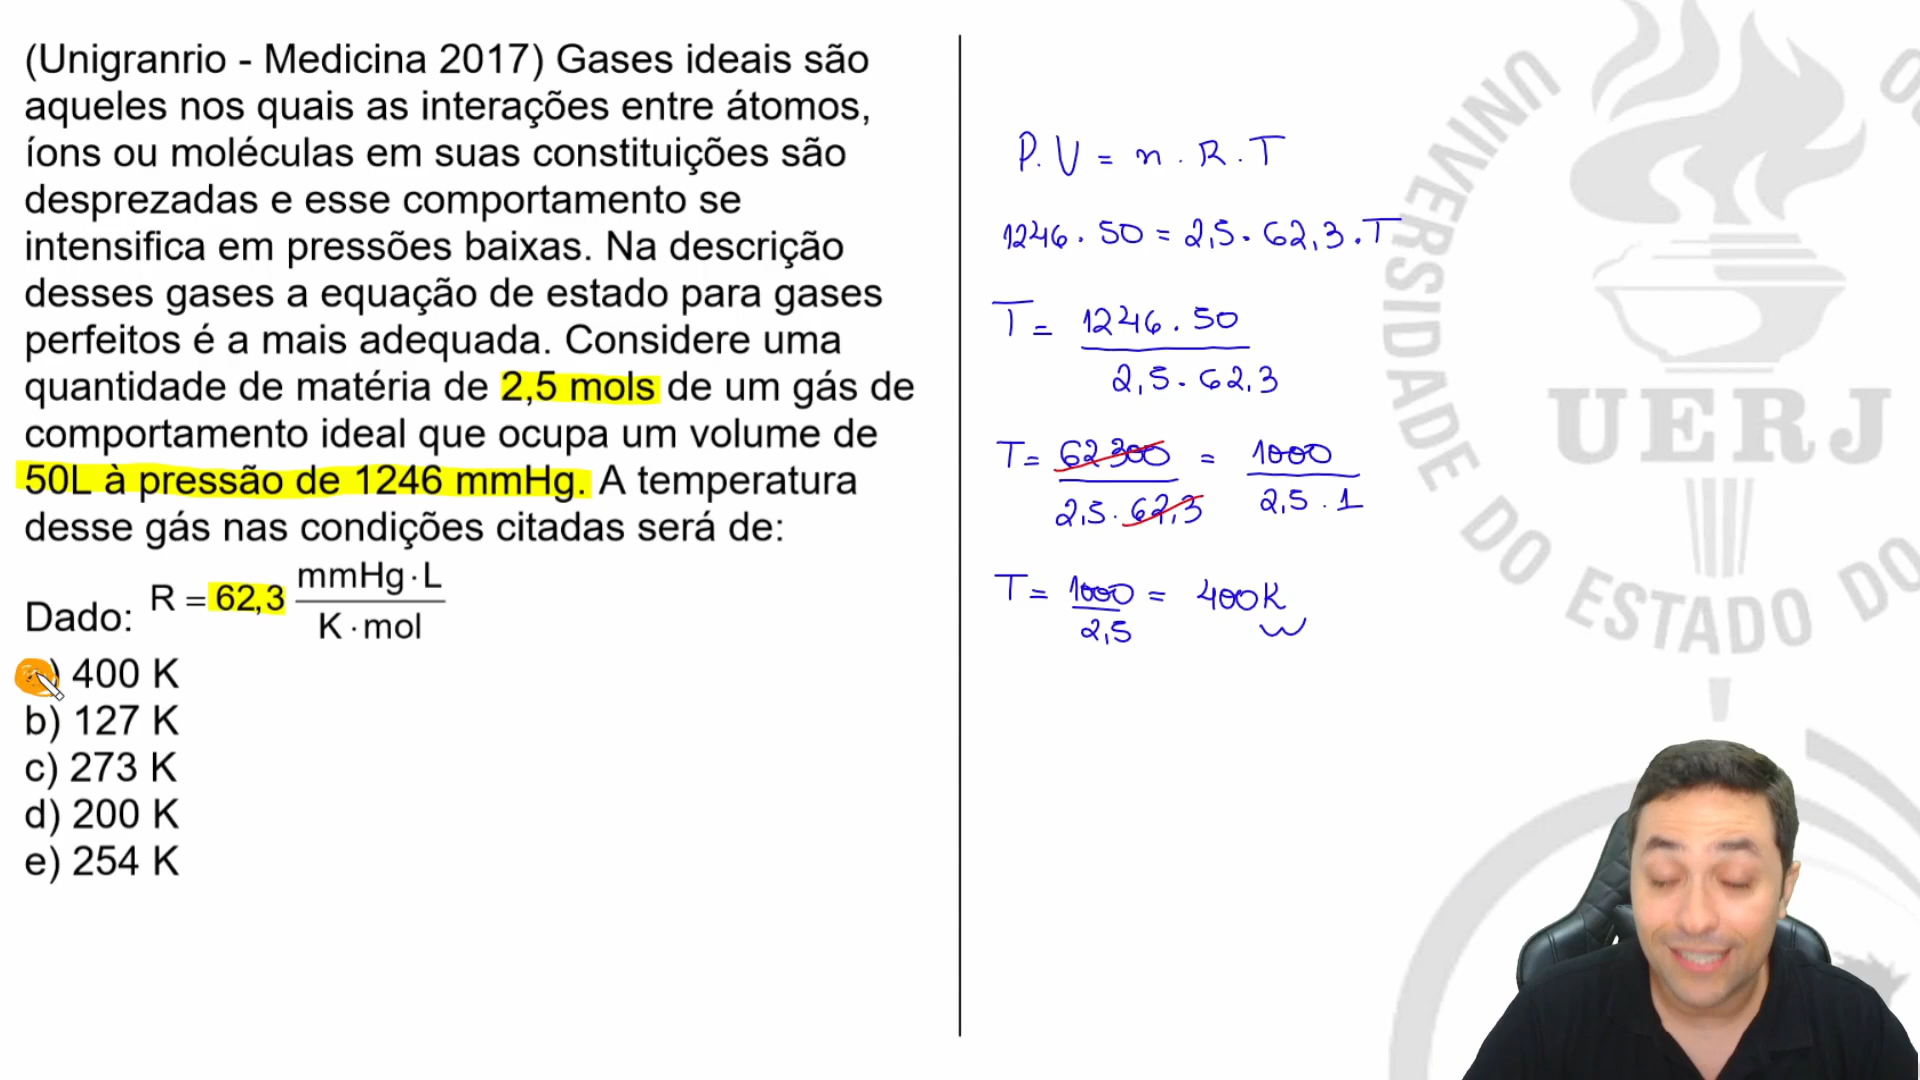 (Unigranrio - Medicina 2017) Gases ideais são
aqueles nos quais as interações entre átomos,
íons ou moléculas em suas constituições são
desprezadas e esse comportamento se
intensifica em pressões baixas. Na descrição
desses gases a equação de estado para gases
perfeitos é a mais adequada. Considere uma
quantidade de matéria de 2,5 mols de um gás de
comportamento ideal que ocupa um volume de
50L à pressão de 1246 mmHg. A temperatura
desse gás nas condições citadas será de:
Dado: R = 62,3 mmHg·L
K·mol
) 400 K
b) 127 K
c) 273 K
d) 200 K
e) 254 K
P.V = n.R.T
1246.50 = 2,5.62,3.T
T = 1246.50
2,5.62,3
T = 62300 = 1000
2,5.62,3 2,5.1
T = 1000 = 400K
2,5
UNIVERSIDADE DO ESTADO DO
UERJ